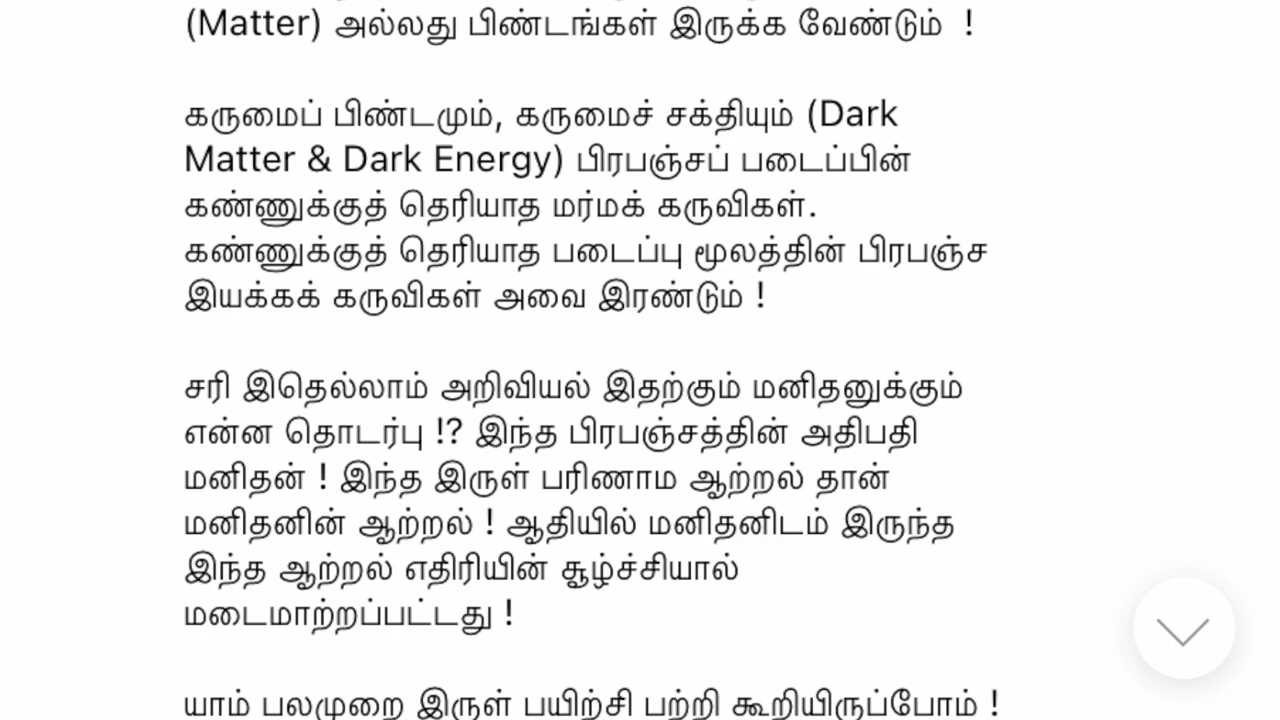 (Matter) அல்லது பிண்டங்கள் இருக்க வேண்டும்  !
கருமைப் பிண்டமும், கருமைச் சக்தியும் (Dark
Matter & Dark Energy) பிரபஞ்சப் படைப்பின்
கண்ணுக்குத் தெரியாத மர்மக் கருவிகள்.
கண்ணுக்குத் தெரியாத படைப்பு மூலத்தின் பிரபஞ்ச
இயக்கக் கருவிகள் அவை இரண்டும் !
சரி இதெல்லாம் அறிவியல் இதற்கும் மனிதனுக்கும்
என்ன தொடர்பு !? இந்த பிரபஞ்சத்தின் அதிபதி
மனிதன் ! இந்த இருள் பரிணாம ஆற்றல் தான்
மனிதனின் ஆற்றல் ! ஆதியில் மனிதனிடம் இருந்த
இந்த ஆற்றல் எதிரியின் சூழ்ச்சியால்
மடைமாற்றப்பட்டது !
யாம் பலமுறை இருள் பயிற்சி பற்றி கூறியிருப்போம் !